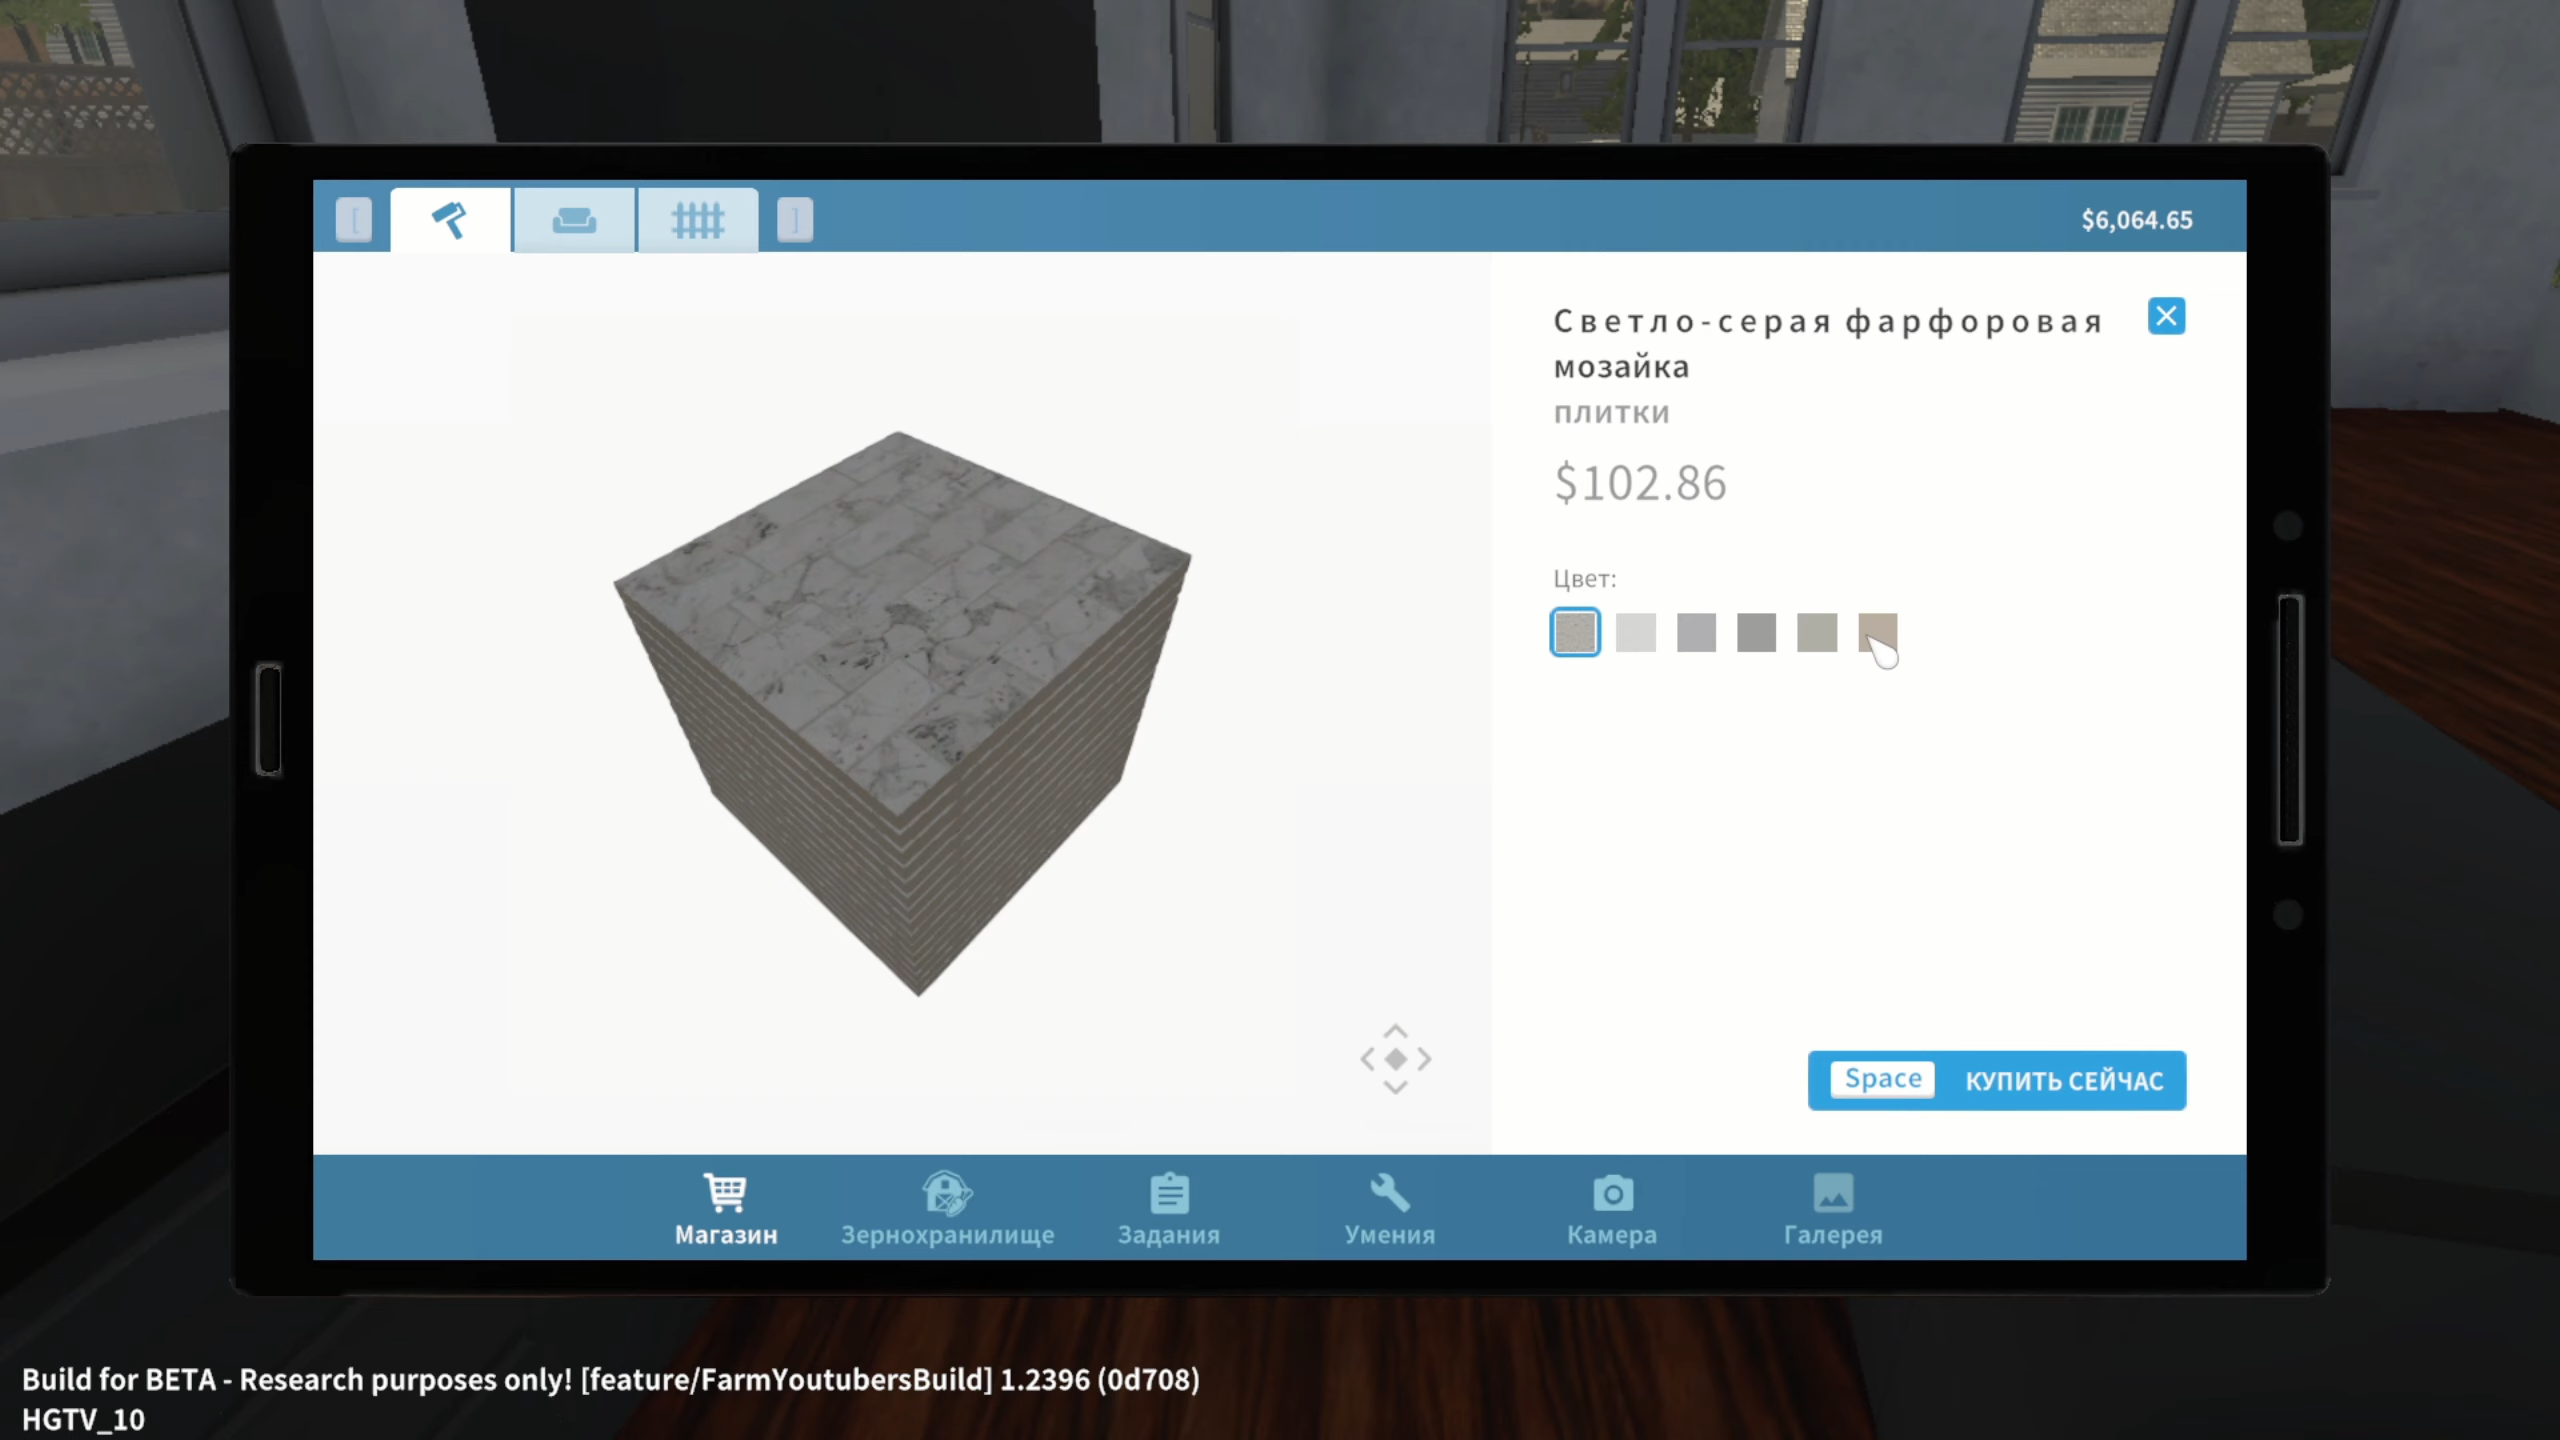 [
]
$6,064.65
Светло-серая фарфоровая
мозайка
плитки
$102.86
Цвет:
Space КУПИТЬ СЕЙЧАС
Магазин
Зернохранилище
Задания
Умения
Камера
Галерея
Build for BETA - Research purposes only! [feature/FarmYoutubersBuild] 1.2396 (0d708)
HGTV_10